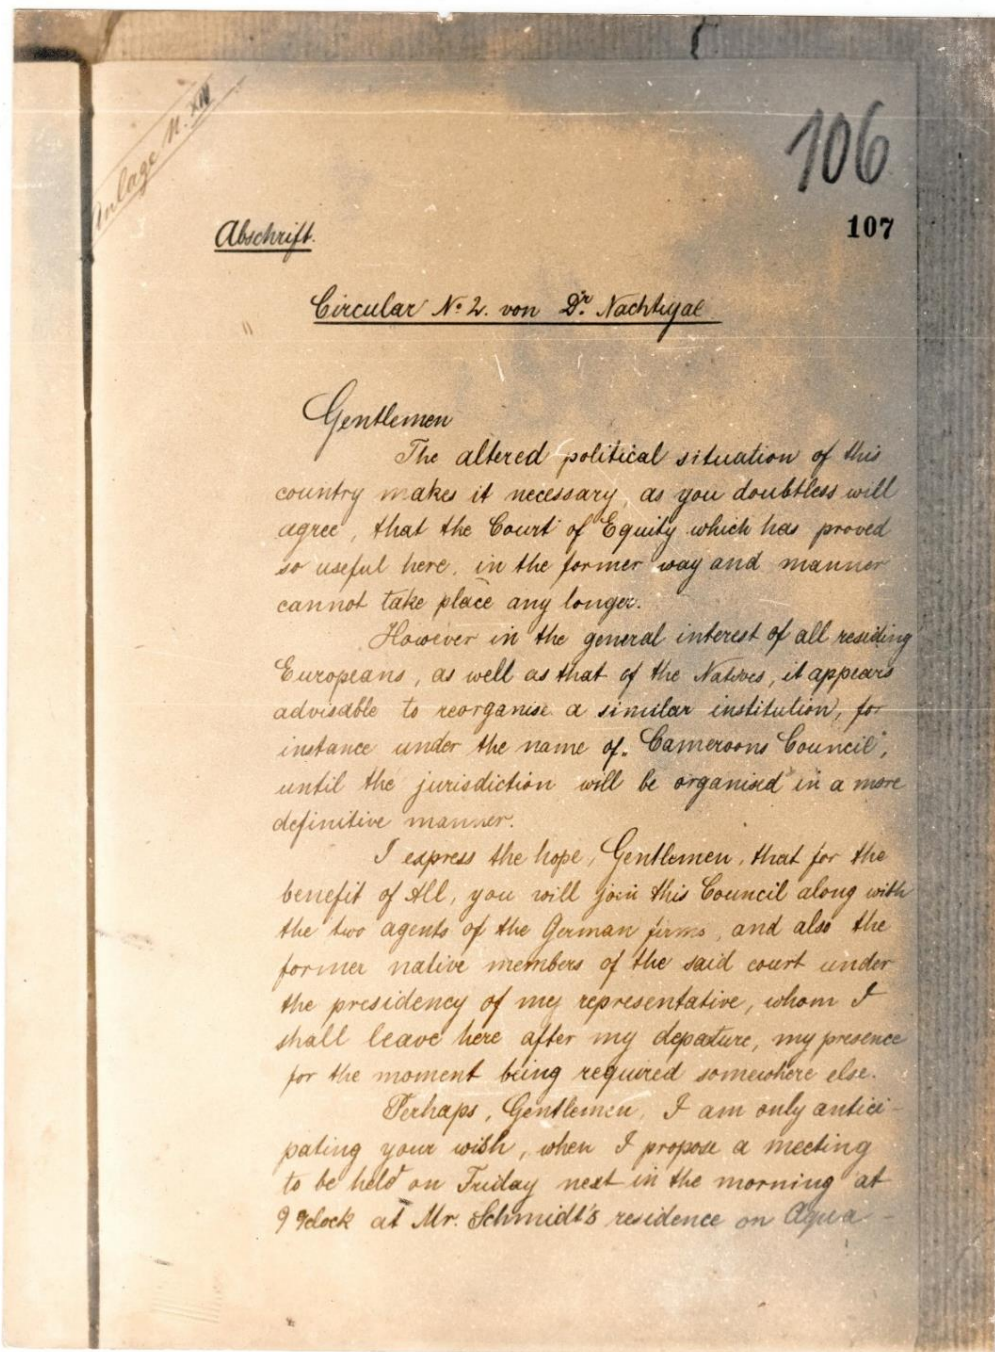 Anlage N. XIV
106
107
Abschrift.
Circular No 2. von Dr. Nachtigal
Gentlemen
The altered political situation of this
country makes it necessary, as you doubtless will
agree, that the Court of Equity which has proved
so useful here, in the former way and manner
cannot take place any longer.
However in the general interest of all residing
Europeans, as well as that of the Natives, it appears
advisable to reorganise a similar institution, for
instance under the name of „Cameroons Council",
until the jurisdiction will be organised in a more
definitive manner.
I express the hope, Gentlemen, that for the
benefit of All, you will join this Council along with
the two agents of the German firms, and also the
former native members of the said court under
the presidency of my representative, whom I
shall leave here after my departure, my presence
for the moment being required somewhere else.
Perhaps, Gentlemen, I am only antici-
pating your wish, when I propose a meeting
to be held on Friday next in the morning at
9 o'clock at Mr. Schmidt's residence on Aqua-